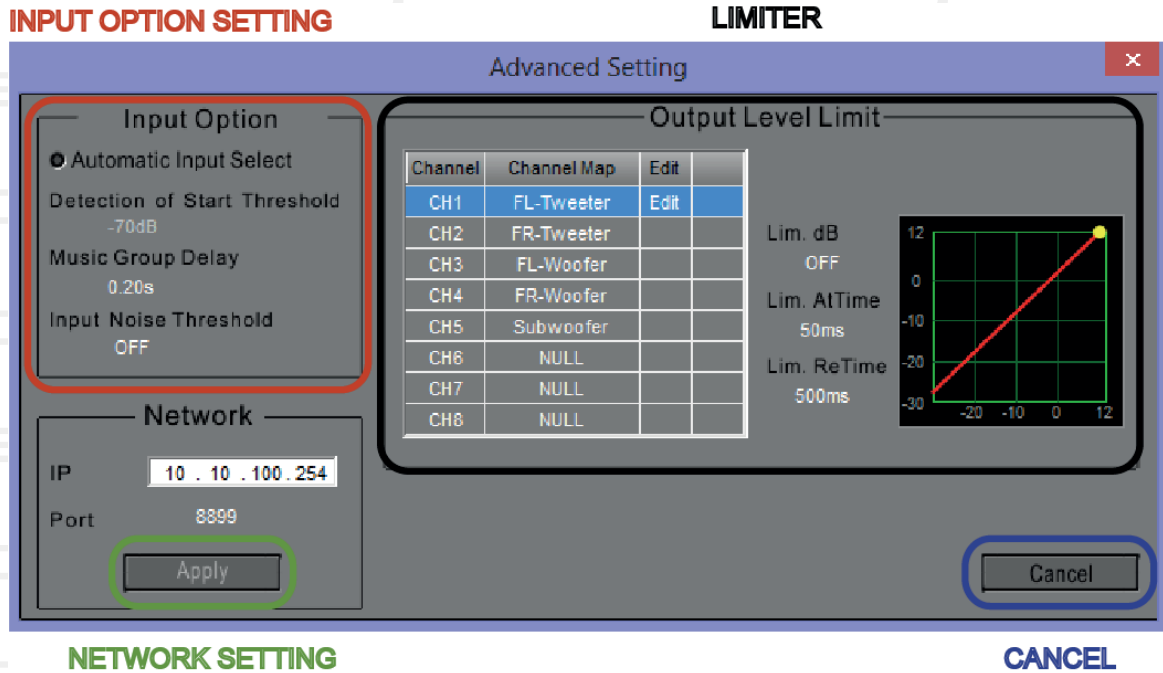 INPUT OPTION SETTING
LIMITER
Advanced Setting
×
Input Option
Automatic Input Select
Detection of Start Threshold
-70dB
Music Group Delay
0.20s
Input Noise Threshold
OFF
Network
IP 10 . 10 . 100 . 254
Port 8899
Apply
Output Level Limit
Channel Channel Map Edit
CH1 FL-Tweeter Edit
CH2 FR-Tweeter
CH3 FL-Woofer
CH4 FR-Woofer
CH5 Subwoofer
CH6 NULL
CH7 NULL
CH8 NULL
Lim. dB
OFF
Lim. AtTime
50ms
Lim. ReTime
500ms
12
0
-10
-20
-30
-20 -10 0 12
Cancel
NETWORK SETTING
CANCEL